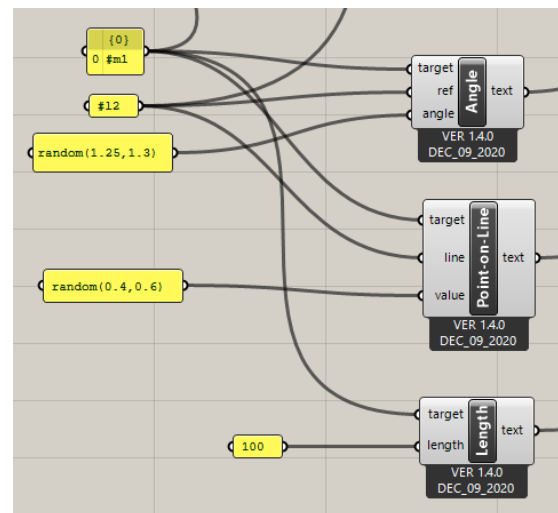 {0}
0 #m1
#l2
random(1.25,1.3)
target
ref
angle
Angle
text
VER 1.4.0
DEC_09_2020
random(0.4,0.6)
target
line
value
Point-on-Line
text
VER 1.4.0
DEC_09_2020
100
target
length
Length
text
VER 1.4.0
DEC_09_2020